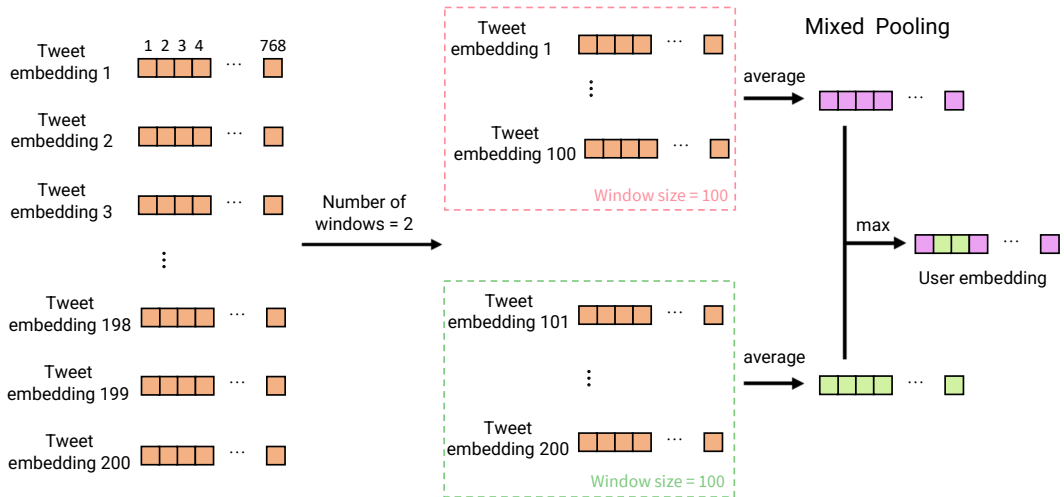 1 2 3 4 768
Tweet
embedding 1
...
Tweet
embedding 2
...
Tweet
embedding 3
...
Tweet
embedding 198
...
Tweet
embedding 199
...
Tweet
embedding 200
...
Number of
windows = 2
Tweet
embedding 1
...
Tweet
embedding 100
...
Window size = 100
Tweet
embedding 101
...
Tweet
embedding 200
...
Window size = 100
Mixed Pooling
average
...
max
...
User embedding
average
...